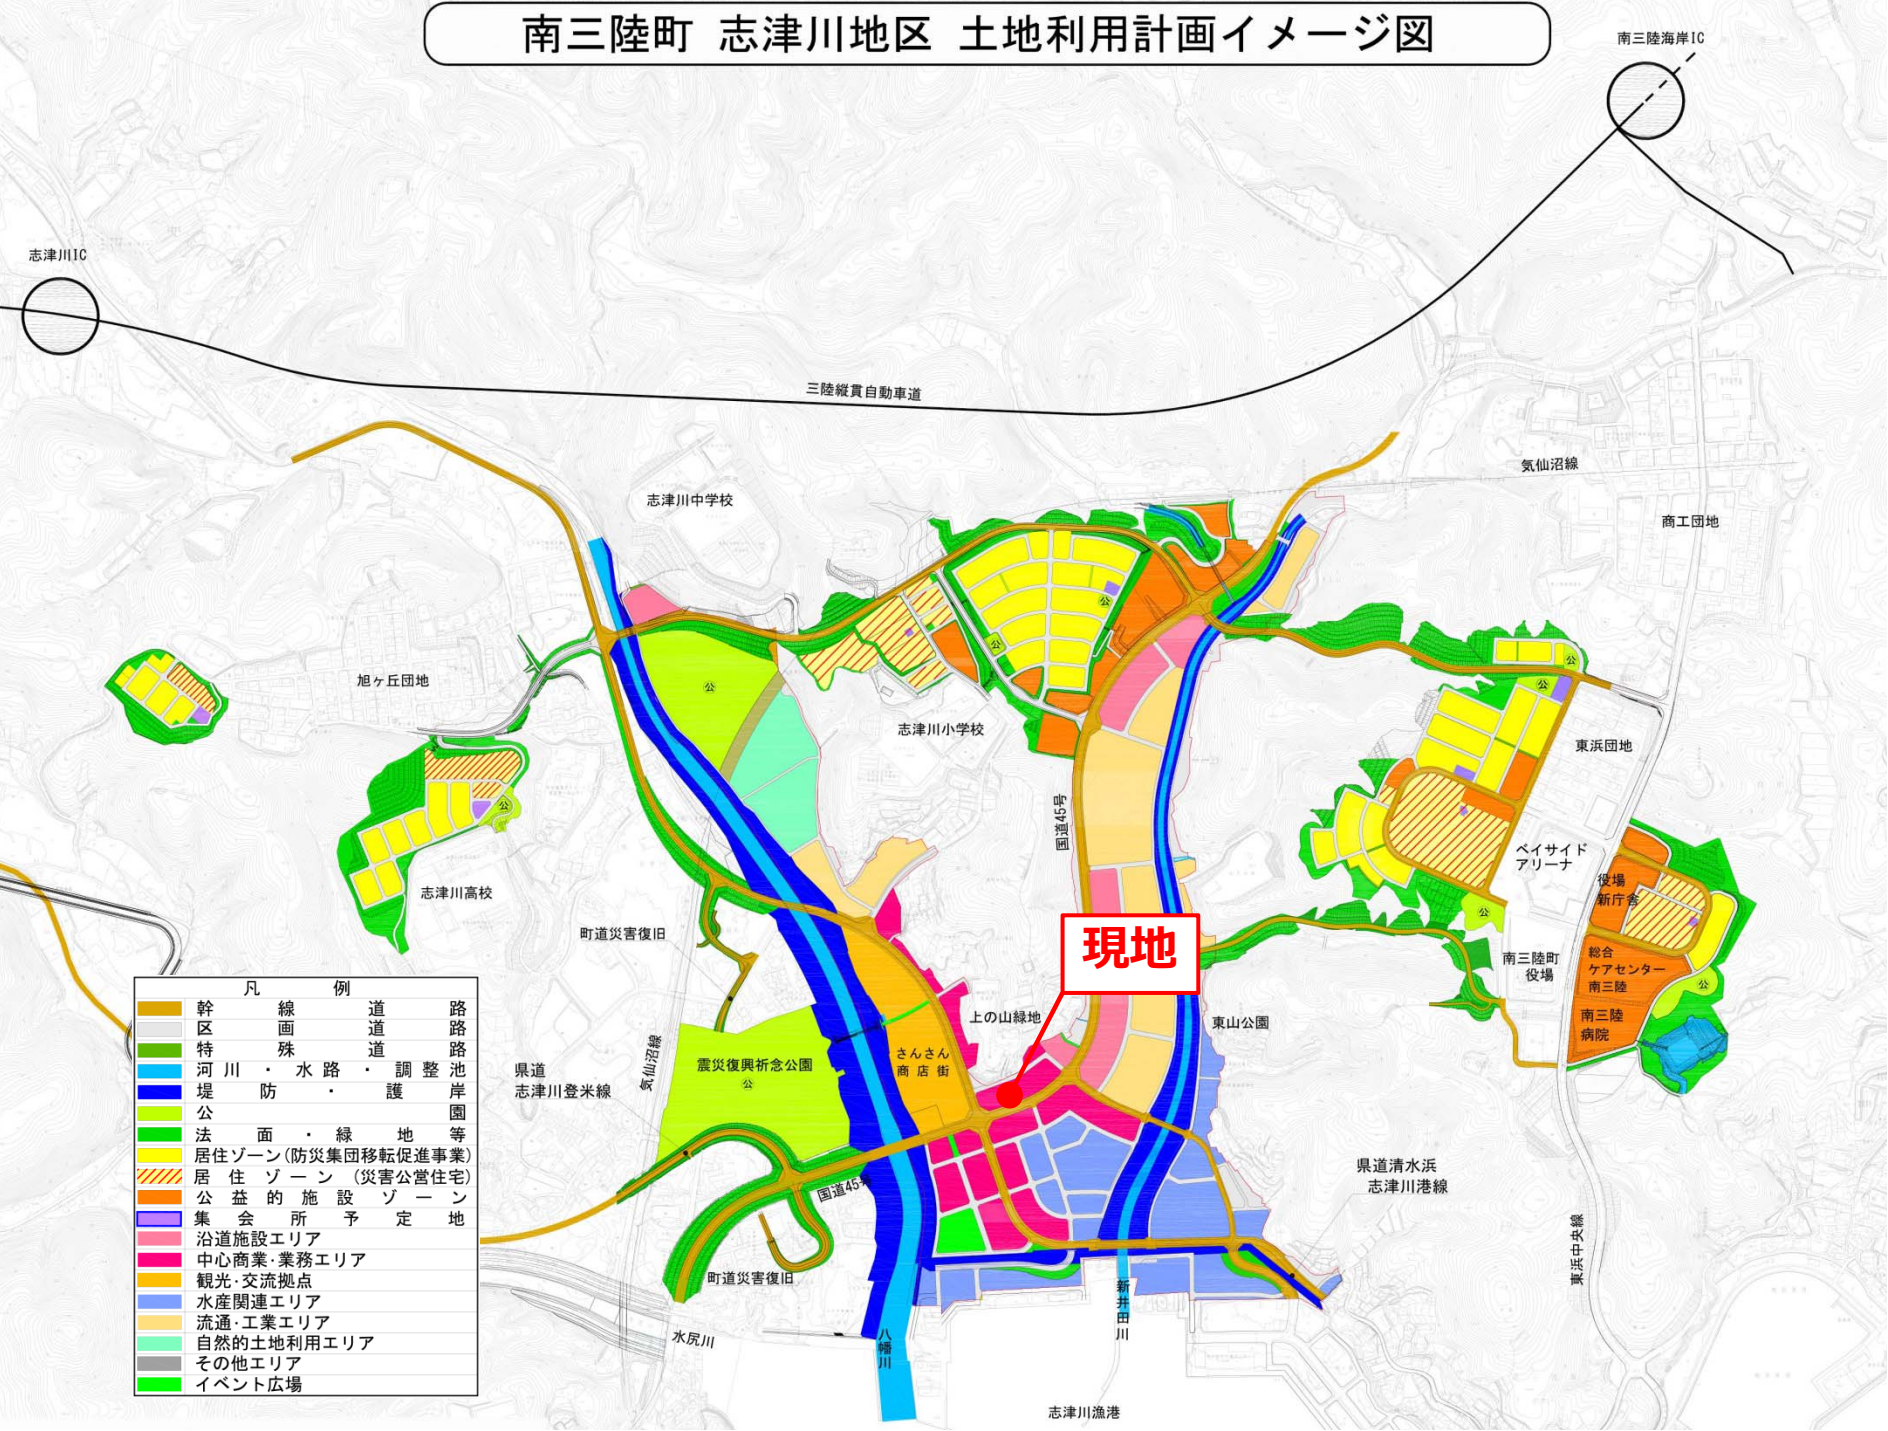 南三陸町 志津川地区 土地利用計画イメージ図
南三陸海岸IC
志津川IC
三陸縦貫自動車道
気仙沼線
志津川中学校
商工団地
公
公
公
旭ヶ丘団地
公
公
志津川小学校
東浜団地
公
国道45号
ベイサイド
アリーナ
志津川高校
役場
新庁舎
公
町道災害復旧
現地
南三陸町
役場
総合
ケアセンター
南三陸
公
上の山緑地
東山公園
南三陸
病院
気仙沼線
震災復興祈念公園
公
さんさん
商店街
県道
志津川登米線
県道清水浜
志津川港線
国道45号
東浜中央線
町道災害復旧
水尻川
八幡川
新井田川
志津川漁港
凡例
幹線道路
区画道路
特殊道路
河川・水路・調整池
堤防・護岸
公園
法面・緑地等
居住ゾーン(防災集団移転促進事業)
居住ゾーン(災害公営住宅)
公益的施設ゾーン
集会所予定地
沿道施設エリア
中心商業・業務エリア
観光・交流拠点
水産関連エリア
流通・工業エリア
自然的土地利用エリア
その他エリア
イベント広場